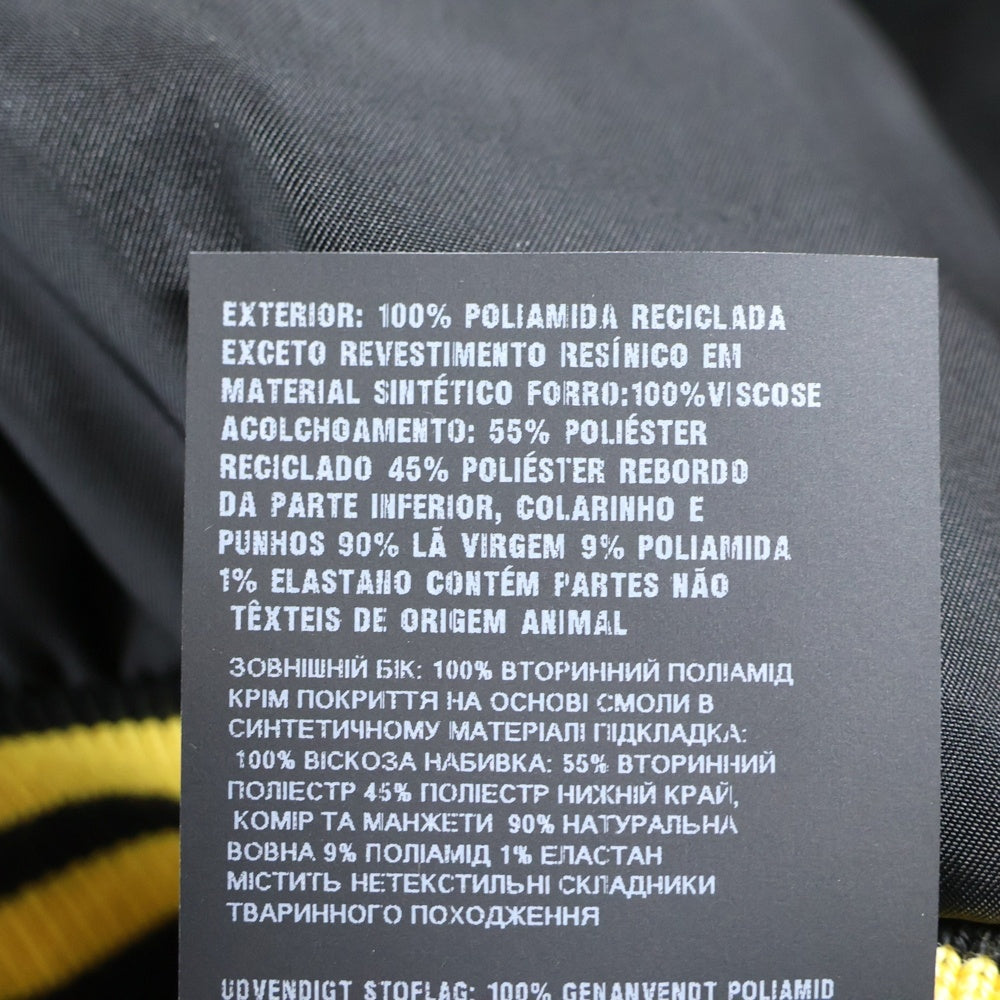 EXTERIOR: 100% POLIAMIDA RECICLADA
EXCETO REVESTIMENTO RESÍNICO EM
MATERIAL SINTÉTICO FORRO:100%VISCOSE
ACOLCHOAMENTO: 55% POLIÉSTER
RECICLADO 45% POLIÉSTER REBORDO
DA PARTE INFERIOR, COLARINHO E
PUNHOS 90% LÃ VIRGEM 9% POLIAMIDA
1% ELASTANO CONTÉM PARTES NÃO
TÊXTEIS DE ORIGEM ANIMAL
ЗОВНІШНІЙ БІК: 100% ВТОРИННИЙ ПОЛІАМІД
КРІМ ПОКРИТТЯ НА ОСНОВІ СМОЛИ В
СИНТЕТИЧНОМУ МАТЕРІАЛІ ПІДКЛАДКА:
100% ВІСКОЗА НАБИВКА: 55% ВТОРИННИЙ
ПОЛІЕСТР 45% ПОЛІЕСТР НИЖНІЙ КРАЙ,
КОМІР ТА МАНЖЕТИ 90% НАТУРАЛЬНА
ВОВНА 9% ПОЛІАМІД 1% ЕЛАСТАН
МІСТИТЬ НЕТЕКСТИЛЬНІ СКЛАДНИКИ
ТВАРИННОГО ПОХОДЖЕННЯ
UDVENDIGT STOFLAG: 100% GENANVENDT POLIAMID